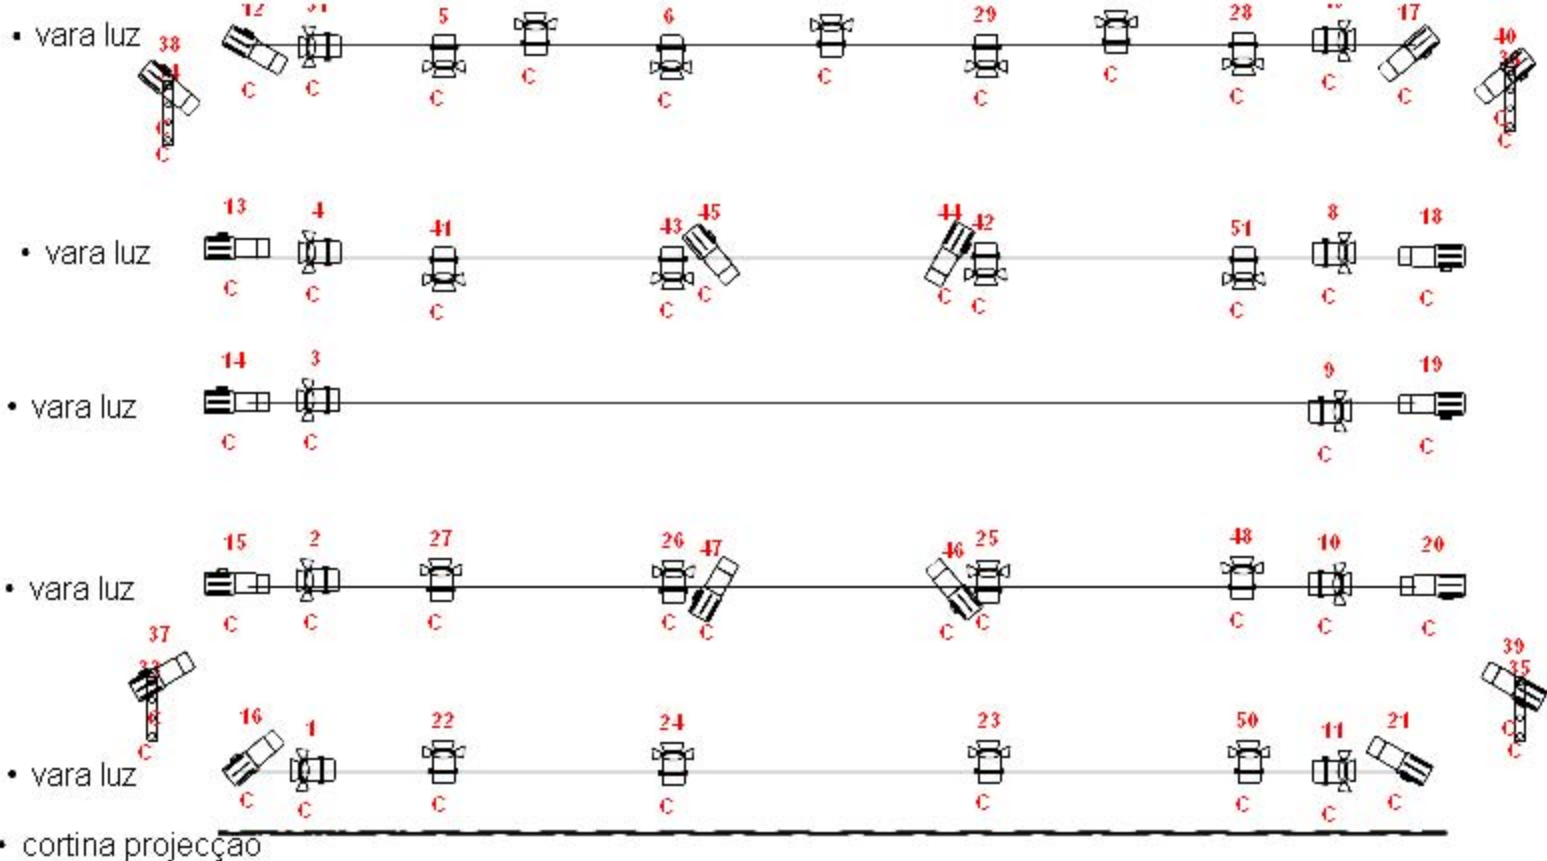 12 31 5 6 29 28 17
• vara luz
38 40
C C C C C C C C C C C
C C
C C
13 4 41 43 45 44 42 51 8 18
• vara luz
C C C C C C C C C C
14 3 9 19
• vara luz
C C C C
15 2 27 26 47 46 25 48 10 20
• vara luz
C C C C C C C C C C
37 39
33 35
C C
C C
16 1 22 24 23 50 11 21
• vara luz
C C C C C C C C
• cortina projecção